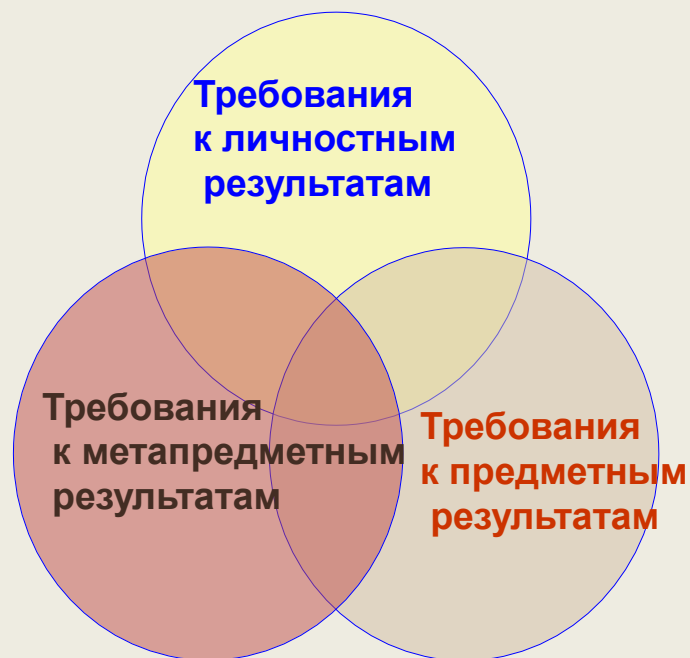 Требования
к личностным
результатам
Требования
к метапредметным
результатам
Требования
к предметным
результатам